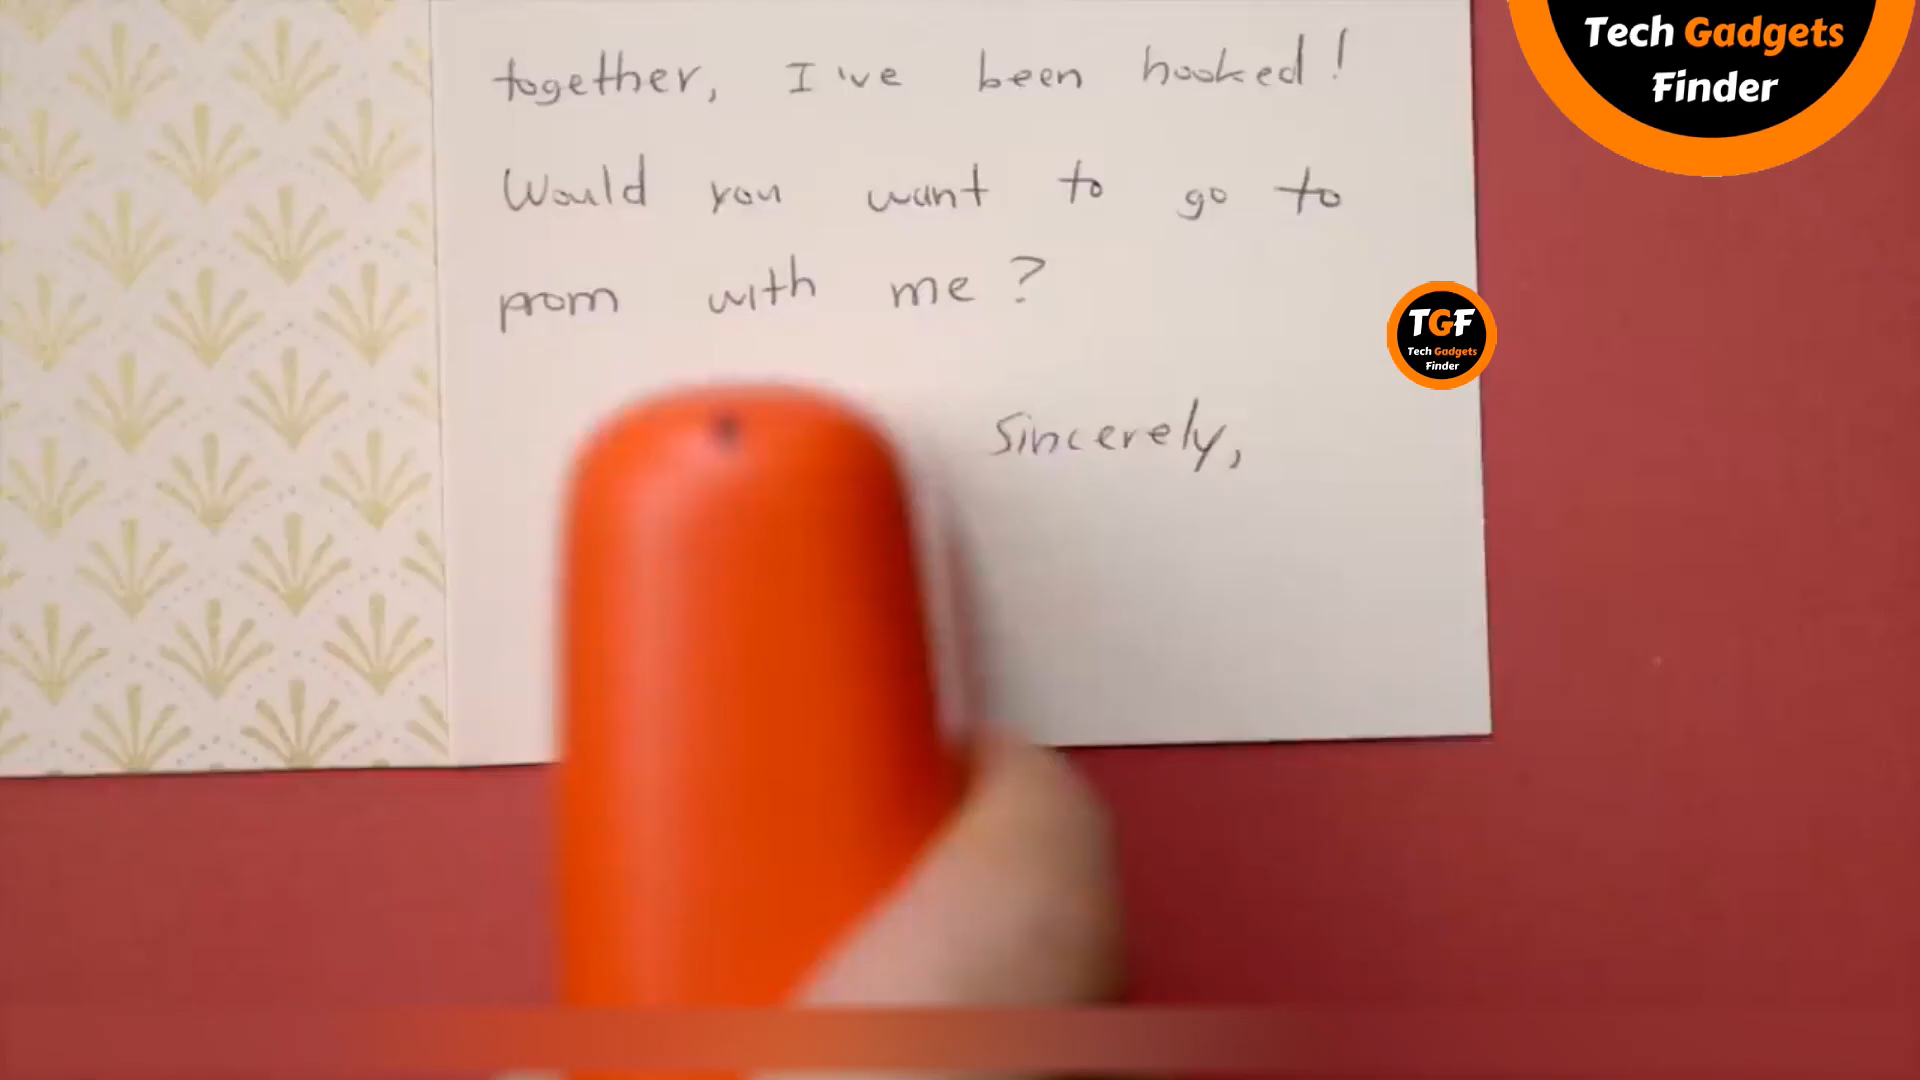 together, I've been hooked!
Would you want to go to
prom with me?
Sincerely,
Tech Gadgets
Finder
TGF
Tech Gadgets
Finder